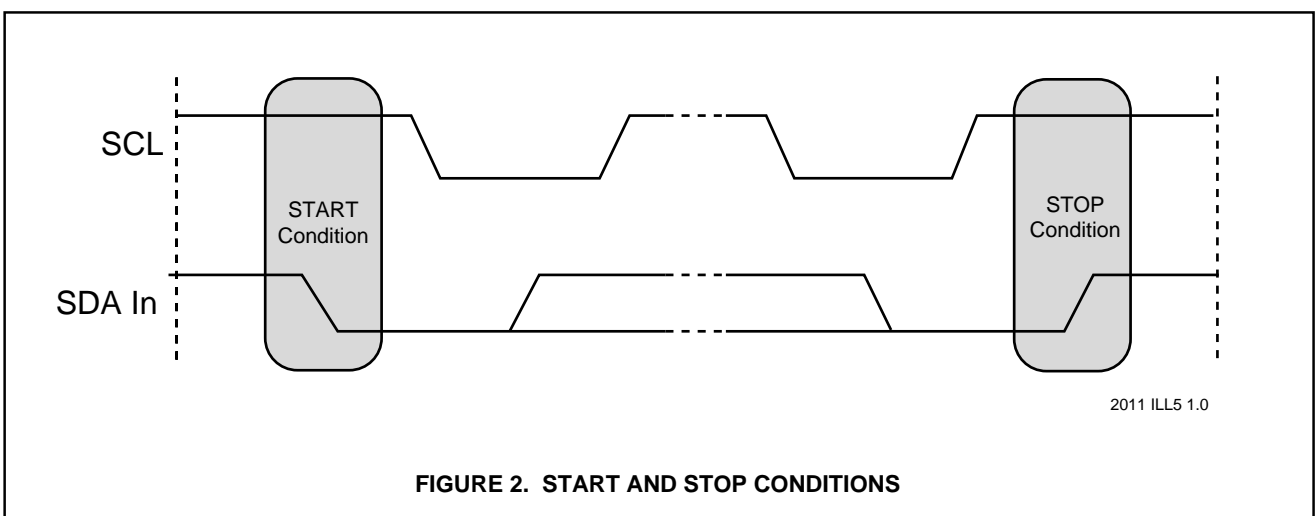 SCL
START
Condition
STOP
Condition
SDA In
2011 ILL5 1.0
FIGURE 2. START AND STOP CONDITIONS